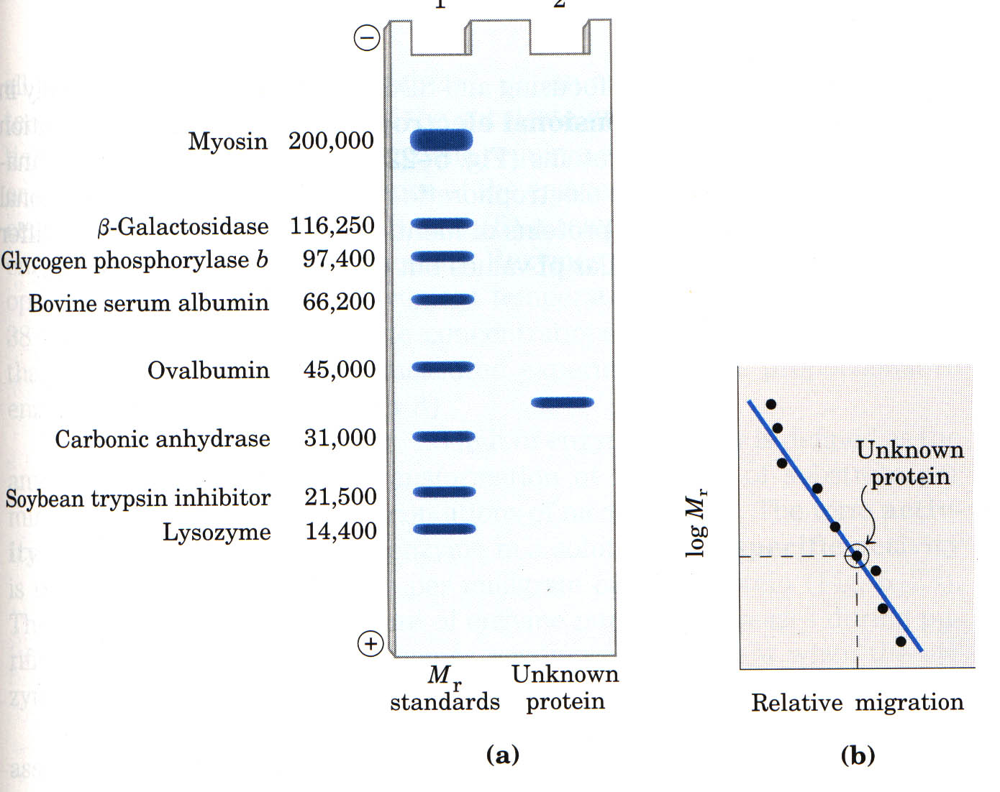 1 2
−
Myosin 200,000
β-Galactosidase 116,250
Glycogen phosphorylase b 97,400
Bovine serum albumin 66,200
Ovalbumin 45,000
Carbonic anhydrase 31,000
Soybean trypsin inhibitor 21,500
Lysozyme 14,400
+
Mr standards
Unknown protein
(a)
log Mr
Unknown
protein
Relative migration
(b)